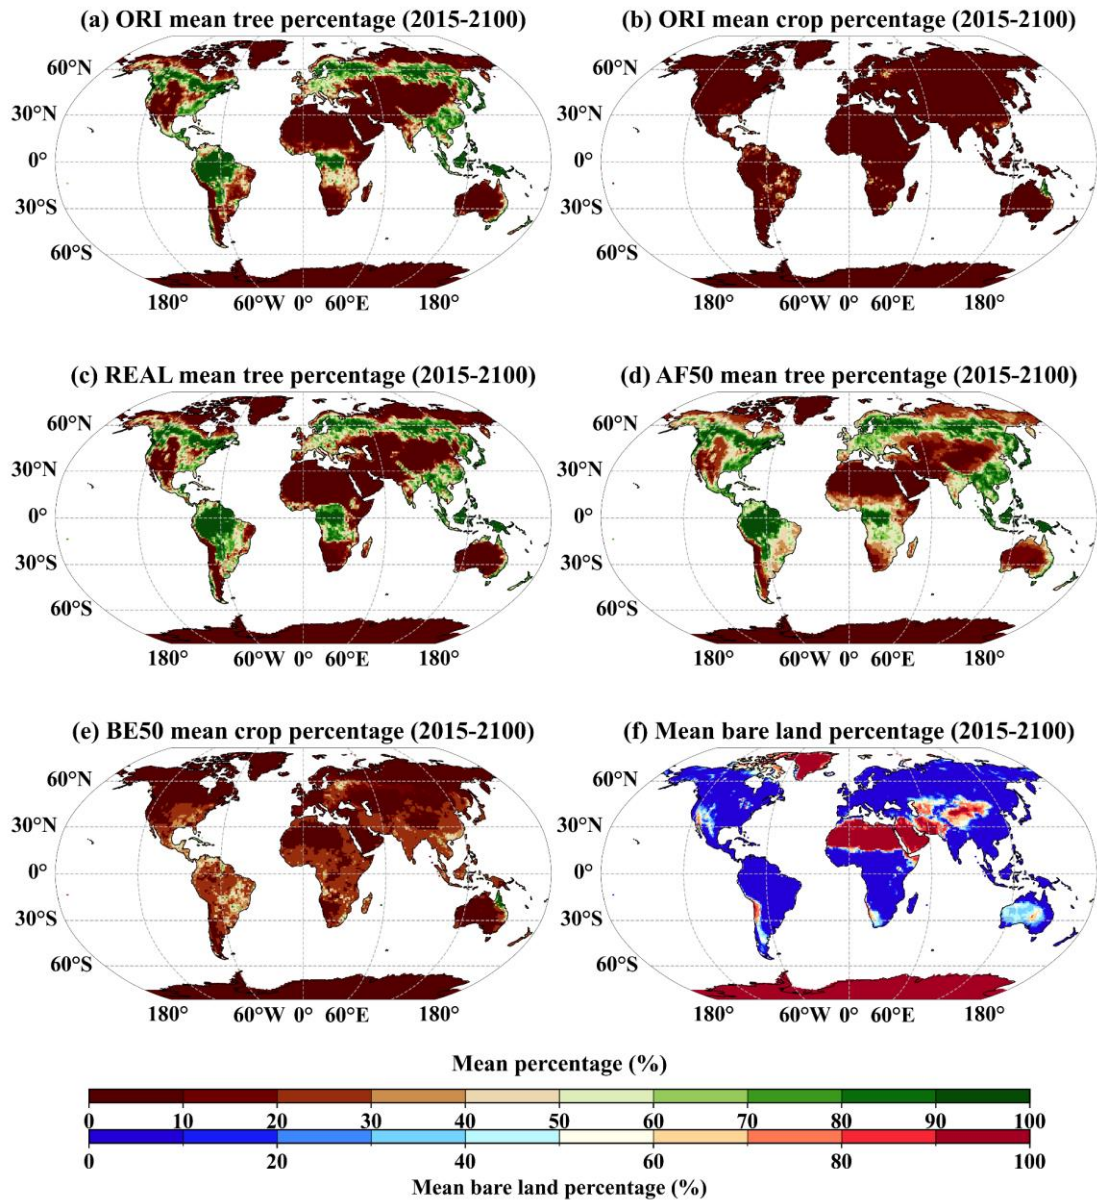 (a) ORI mean tree percentage (2015-2100)
(b) ORI mean crop percentage (2015-2100)
60°N
30°N
0°
30°S
60°S
180°
60°W 0° 60°E
180°
60°N
30°N
0°
30°S
60°S
180°
60°W 0° 60°E
180°
(c) REAL mean tree percentage (2015-2100)
(d) AF50 mean tree percentage (2015-2100)
60°N
30°N
0°
30°S
60°S
180°
60°W 0° 60°E
180°
60°N
30°N
0°
30°S
60°S
180°
60°W 0° 60°E
180°
(e) BE50 mean crop percentage (2015-2100)
(f) Mean bare land percentage (2015-2100)
60°N
30°N
0°
30°S
60°S
180°
60°W 0° 60°E
180°
60°N
30°N
0°
30°S
60°S
180°
60°W 0° 60°E
180°
Mean percentage (%)
0 10 20 30 40 50 60 70 80 90 100
0 20 40 60 80 100
Mean bare land percentage (%)